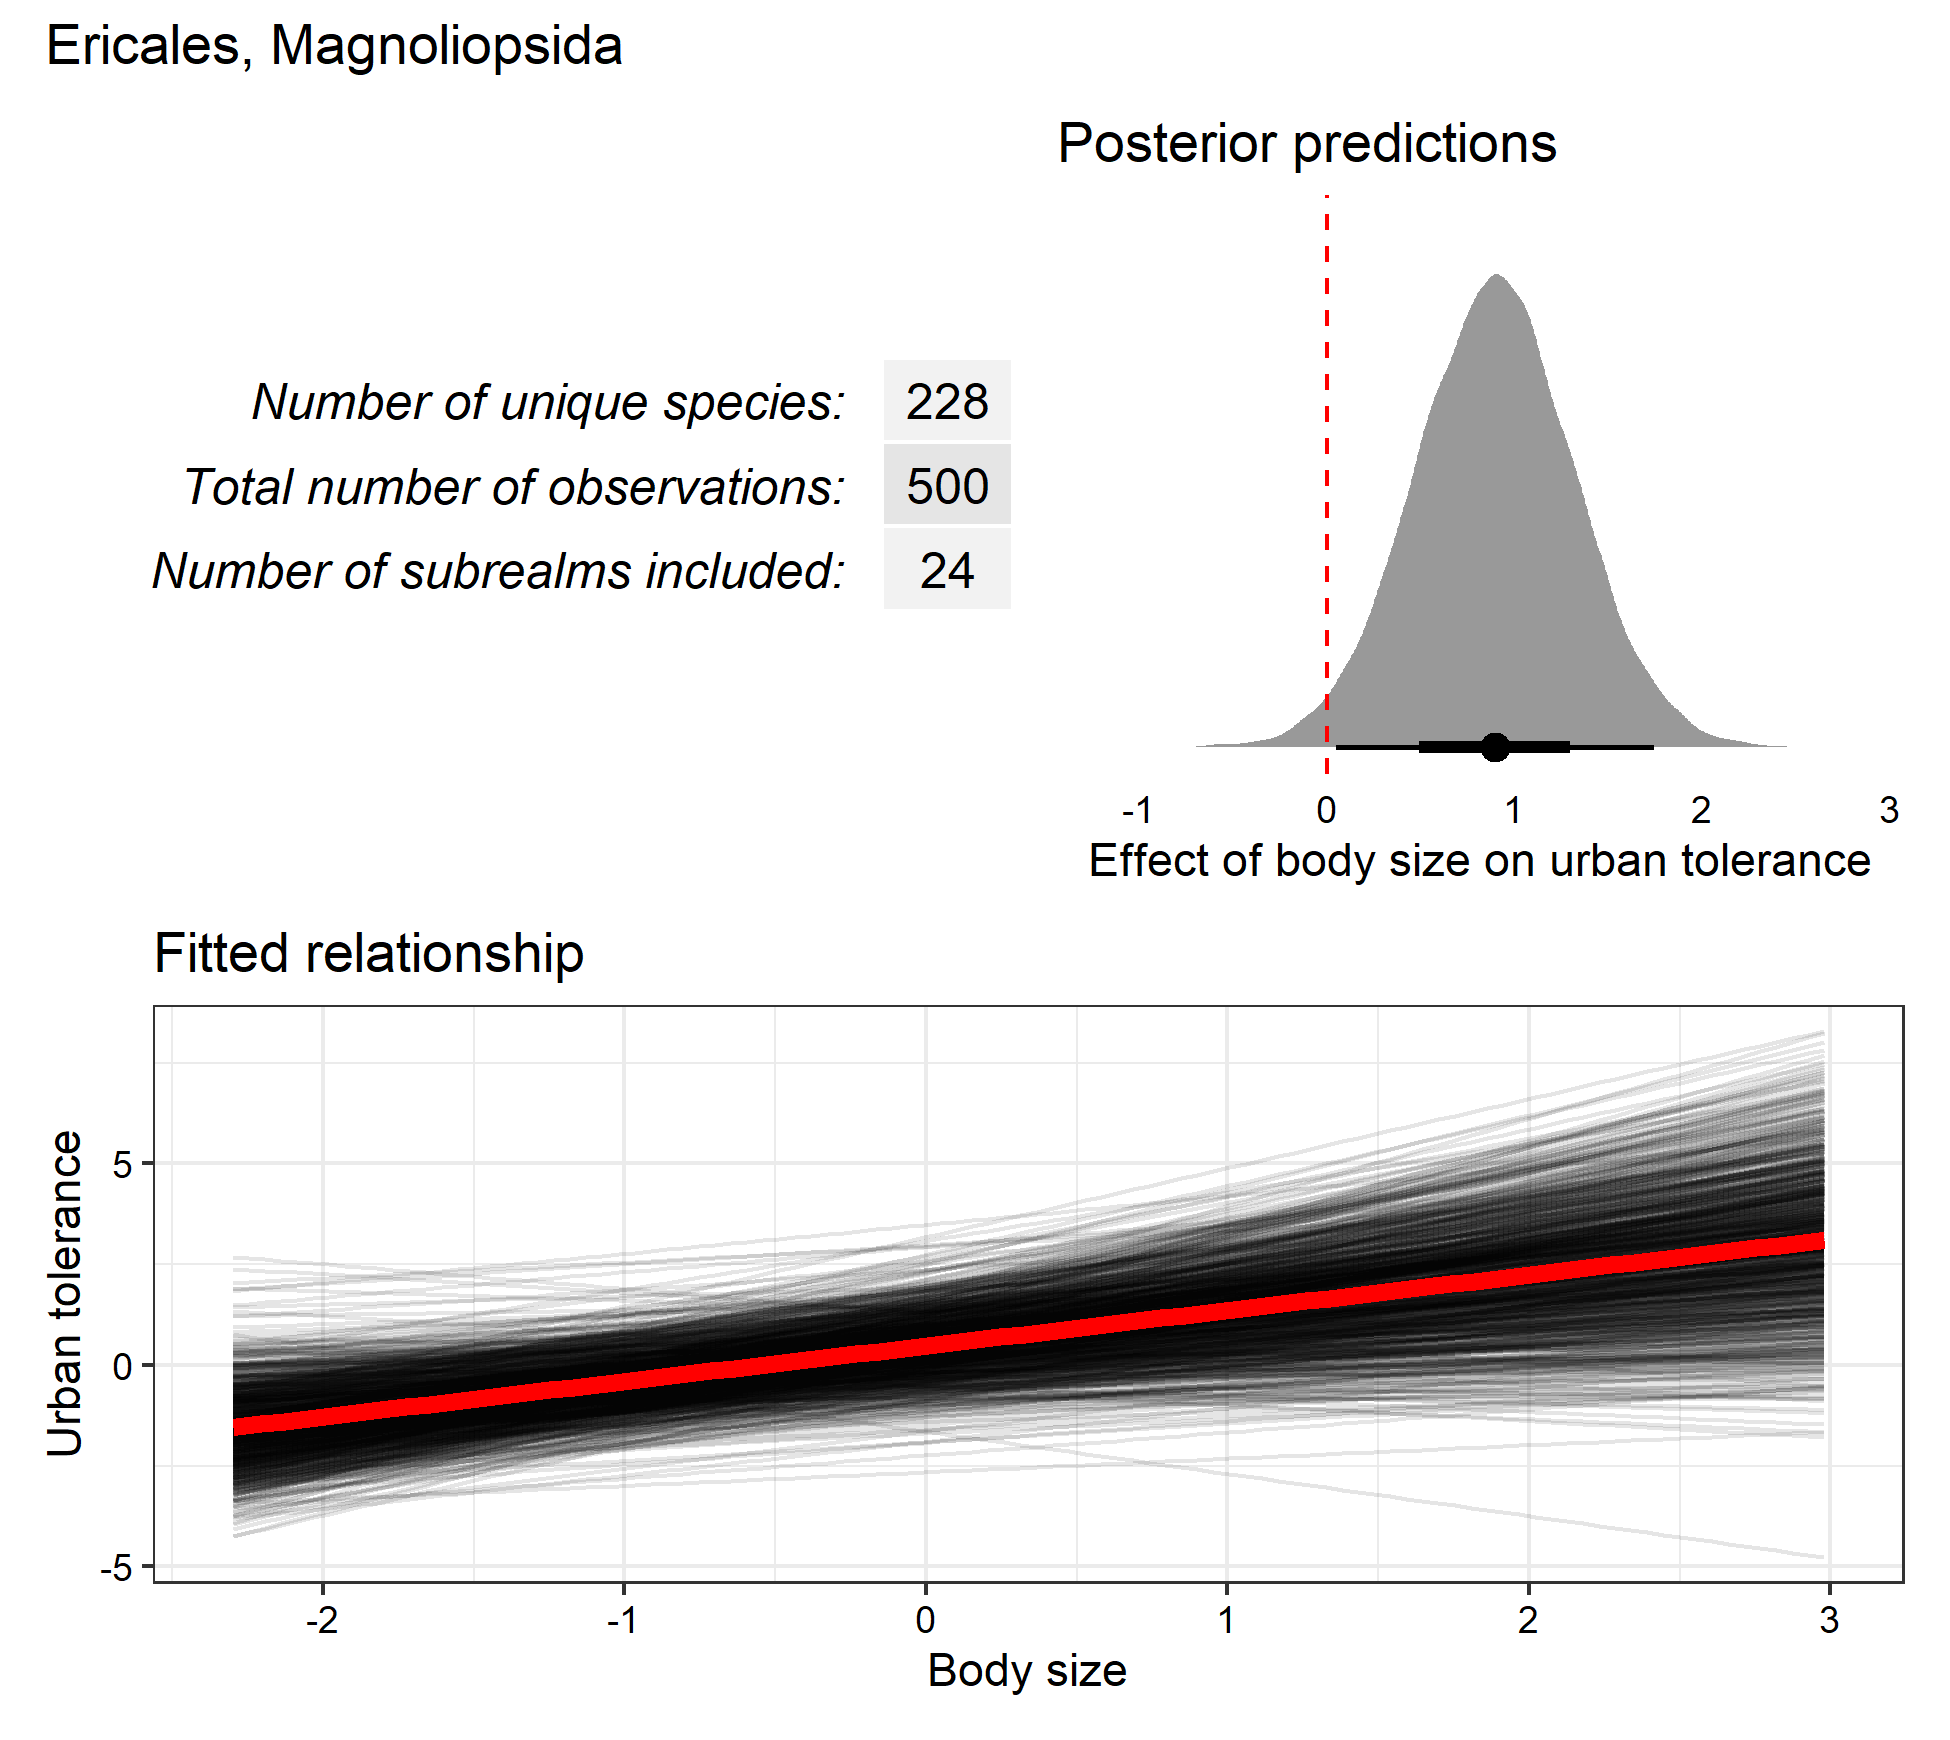 Ericales, Magnoliopsida
Number of unique species: 228
Total number of observations: 500
Number of subrealms included: 24
Posterior predictions
-1 0 1 2 3
Effect of body size on urban tolerance
Fitted relationship
Urban tolerance
5
0
-5
-2 -1 0 1 2 3
Body size